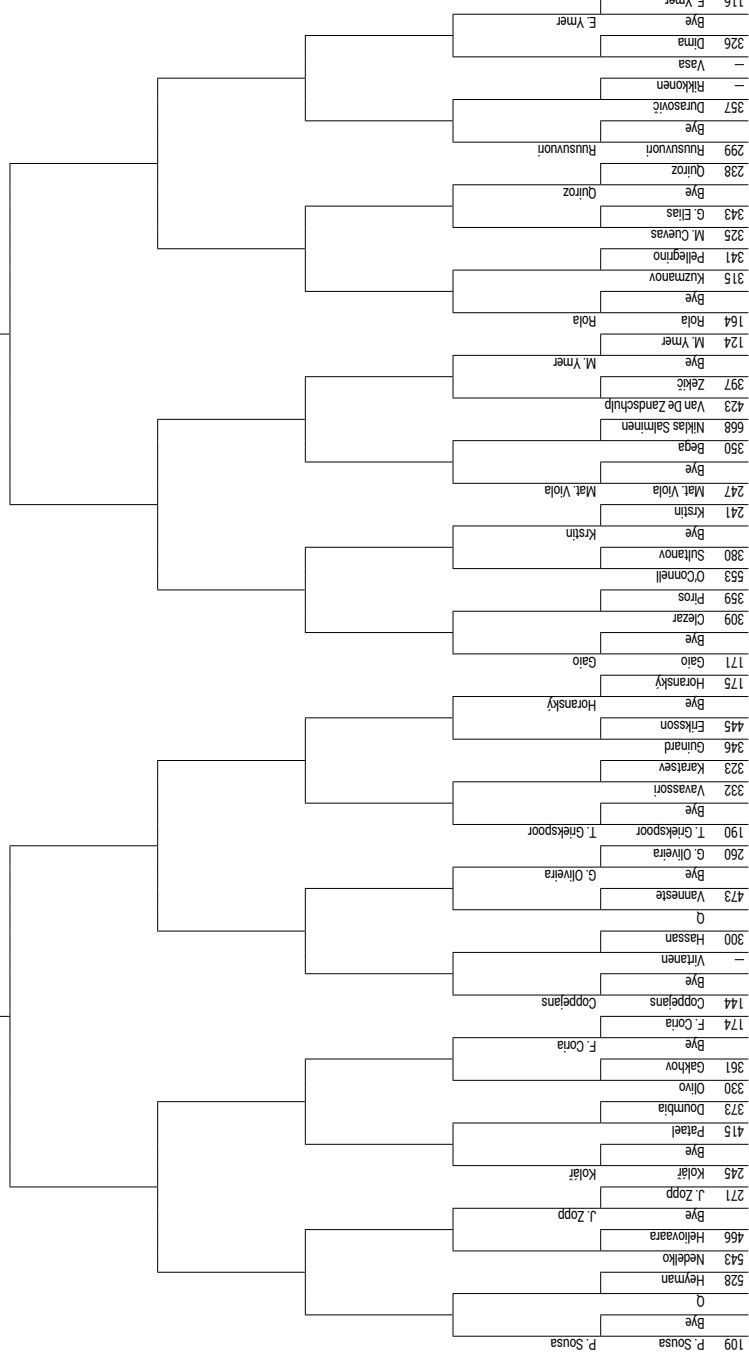 109 P. Sousa P. Sousa
Bye
Q
528 Heyman
543 Nedelko
466 Heliovaara
Bye J. Zopp
271 J. Zopp
245 Kolář Kolář
Bye
415 Patael
373 Doumbia
330 Olivo
361 Gakhov
Bye F. Coria
174 F. Coria
144 Coppejans Coppejans
Bye
— Virtanen
300 Hassan
Q
473 Vanneste
Bye G. Oliveira
260 G. Oliveira
190 T. Griekspoor T. Griekspoor
Bye
332 Vavassori
323 Karatsev
346 Guinard
445 Eriksson
Bye Horanský
175 Horanský
171 Gaio Gaio
Bye
309 Clezar
359 Piros
553 O'Connell
380 Sultanov
Bye Krstin
241 Krstin
247 Mat. Viola Mat. Viola
Bye
350 Bega
668 Niklas Salminen
423 Van De Zandschulp
397 Zekič
Bye M. Ymer
124 M. Ymer
164 Rola Rola
Bye
315 Kuzmanov
341 Pellegrino
325 M. Cuevas
343 G. Elias
Bye Quiroz
238 Quiroz
299 Ruusuvuori Ruusuvuori
Bye
357 Durasovič
— Rikkonen
— Vasa
326 Dima
Bye E. Ymer
116 E. Ymer